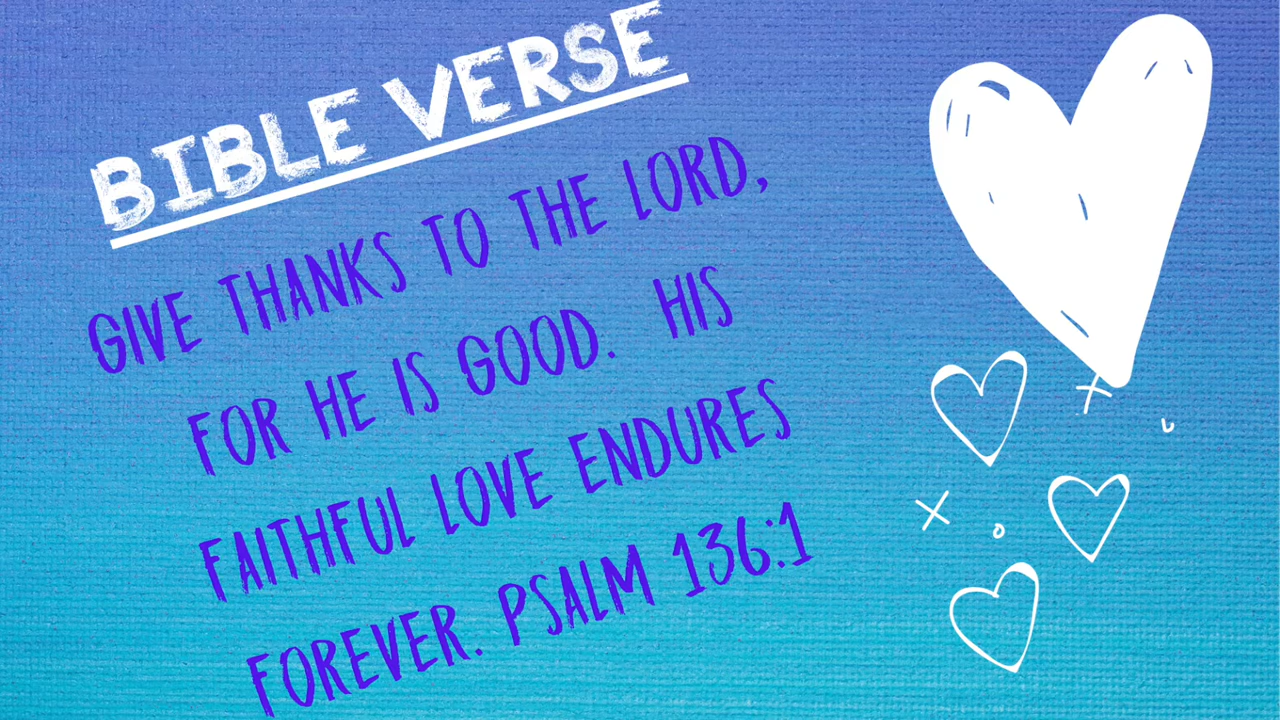 BIBLE VERSE
GIVE THANKS TO THE LORD,
FOR HE IS GOOD. HIS
FAITHFUL LOVE ENDURES
FOREVER. PSALM 136:1